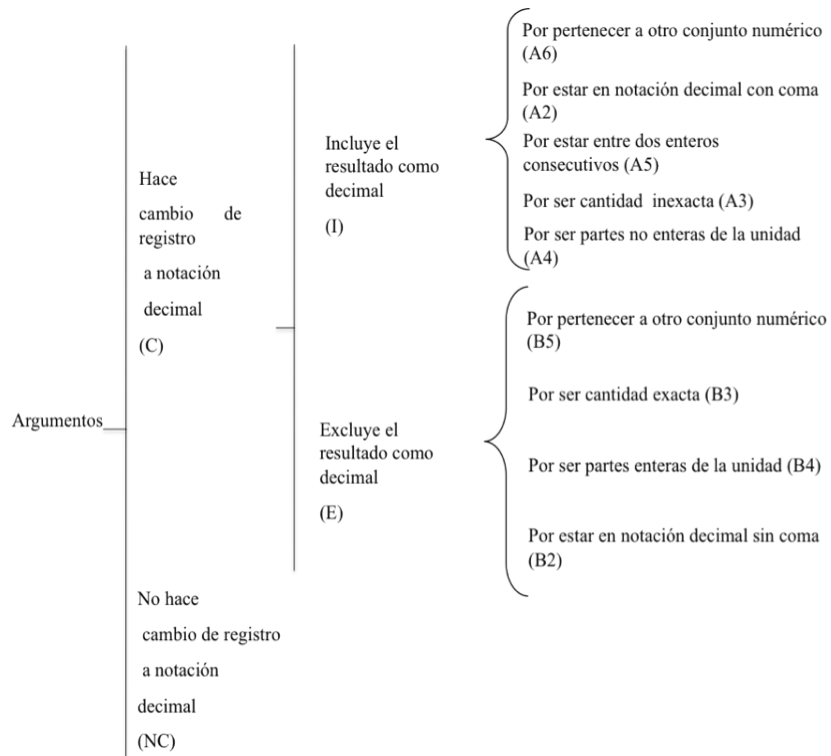 Por pertenecer a otro conjunto numérico
(A6)
Por estar en notación decimal con coma
(A2)
Por estar entre dos enteros
consecutivos (A5)
Por ser cantidad inexacta (A3)
Por ser partes no enteras de la unidad
(A4)
Incluye el
resultado como
decimal
(I)
Hace
cambio de
registro
a notación
decimal
(C)
Por pertenecer a otro conjunto numérico
(B5)
Por ser cantidad exacta (B3)
Por ser partes enteras de la unidad (B4)
Por estar en notación decimal sin coma
(B2)
Excluye el
resultado como
decimal
(E)
Argumentos
No hace
cambio de registro
a notación
decimal
(NC)